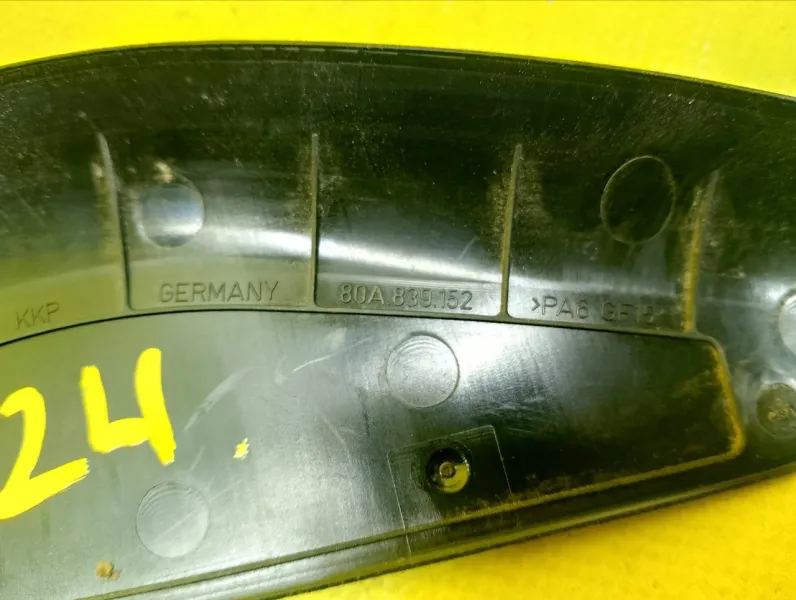 KKP
GERMANY
80A.839.152
>PA6
24.